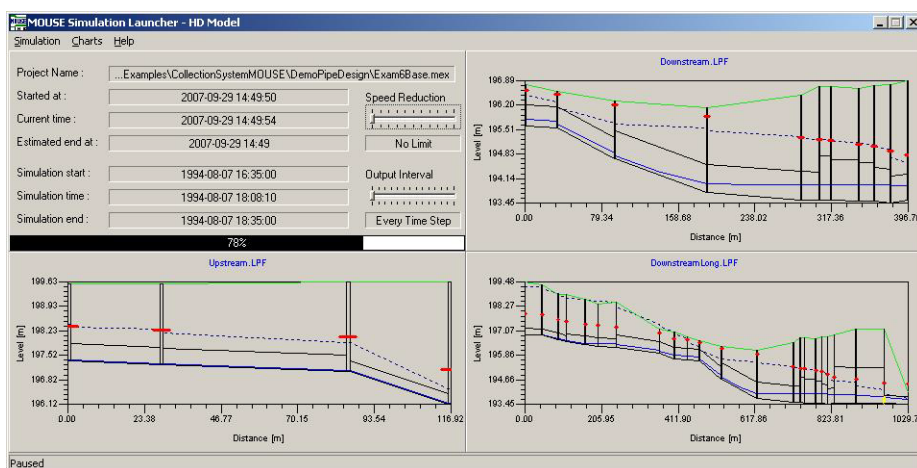 MOUSE Simulation Launcher - HD Model
Simulation Charts Help
Project Name : ...Examples\CollectionSystemMOUSE\DemoPipeDesign\Exam6Base.mex
Started at : 2007-09-29 14:49:50 Speed Reduction
Current time : 2007-09-29 14:49:54
Estimated end at : 2007-09-29 14:49 No Limit
Simulation start : 1994-08-07 16:35:00 Output Interval
Simulation time : 1994-08-07 18:08:10
Simulation end : 1994-08-07 18:35:00 Every Time Step
78%
Downstream.LPF
Level [m]
196.89
196.20
195.51
194.83
194.14
193.46
0.00 79.34 158.68 238.02 317.36 396.7
Distance [m]
Upstream.LPF
Level [m]
199.63
198.93
198.23
197.52
196.82
196.12
0.00 23.38 46.77 70.15 93.54 116.92
Distance [m]
DownstreamLong.LPF
Level [m]
199.48
198.27
197.07
195.86
194.66
193.45
0.00 205.95 411.90 617.86 823.81 1029.7
Distance [m]
Paused